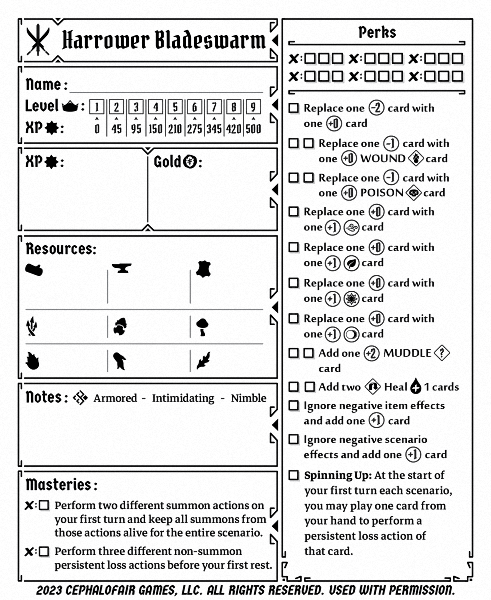 Harrower Bladeswarm
Name:
Level :
1 2 3 4 5 6 7 8 9
XP :
0 45 95 150 210 275 345 420 500
XP : Gold :
Resources:
Notes: Armored - Intimidating - Nimble
Masteries:
Perform two different summon actions on
your first turn and keep all summons from
those actions alive for the entire scenario.
Perform three different non-summon
persistent loss actions before your first rest.
Perks
Replace one -2 card with
one +0 card
Replace one -1 card with
one +0 WOUND card
Replace one -1 card with
one +0 POISON card
Replace one +0 card with
one +1 card
Replace one +0 card with
one +1 card
Replace one +0 card with
one +1 card
Replace one +0 card with
one +1 card
Add one +2 MUDDLE ?
card
Add two Heal 1 cards
Ignore negative item effects
and add one +1 card
Ignore negative scenario
effects and add one +1
card
Spinning Up: At the start of
your first turn each scenario,
you may play one card from
your hand to perform a
persistent loss action of
that card.
2023 CEPHALOFAIR GAMES, LLC. ALL RIGHTS RESERVED. USED WITH PERMISSION.